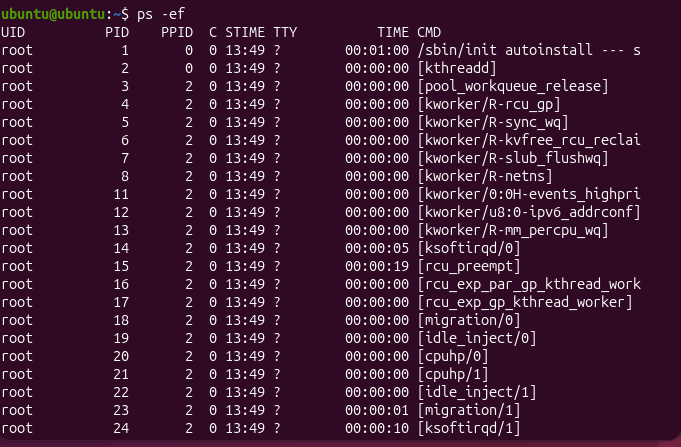 ubuntu@ubuntu:~$ ps -ef
UID          PID    PPID  C STIME TTY          TIME CMD
root           1       0  0 13:49 ?        00:01:00 /sbin/init autoinstall --- s
root           2       0  0 13:49 ?        00:00:00 [kthreadd]
root           3       2  0 13:49 ?        00:00:00 [pool_workqueue_release]
root           4       2  0 13:49 ?        00:00:00 [kworker/R-rcu_gp]
root           5       2  0 13:49 ?        00:00:00 [kworker/R-sync_wq]
root           6       2  0 13:49 ?        00:00:00 [kworker/R-kvfree_rcu_reclai
root           7       2  0 13:49 ?        00:00:00 [kworker/R-slub_flushwq]
root           8       2  0 13:49 ?        00:00:00 [kworker/R-netns]
root          11       2  0 13:49 ?        00:00:00 [kworker/0:0H-events_highpri
root          12       2  0 13:49 ?        00:00:00 [kworker/u8:0-ipv6_addrconf]
root          13       2  0 13:49 ?        00:00:00 [kworker/R-mm_percpu_wq]
root          14       2  0 13:49 ?        00:00:05 [ksoftirqd/0]
root          15       2  0 13:49 ?        00:00:19 [rcu_preempt]
root          16       2  0 13:49 ?        00:00:00 [rcu_exp_par_gp_kthread_work
root          17       2  0 13:49 ?        00:00:00 [rcu_exp_gp_kthread_worker]
root          18       2  0 13:49 ?        00:00:00 [migration/0]
root          19       2  0 13:49 ?        00:00:00 [idle_inject/0]
root          20       2  0 13:49 ?        00:00:00 [cpuhp/0]
root          21       2  0 13:49 ?        00:00:00 [cpuhp/1]
root          22       2  0 13:49 ?        00:00:00 [idle_inject/1]
root          23       2  0 13:49 ?        00:00:01 [migration/1]
root          24       2  0 13:49 ?        00:00:10 [ksoftirqd/1]